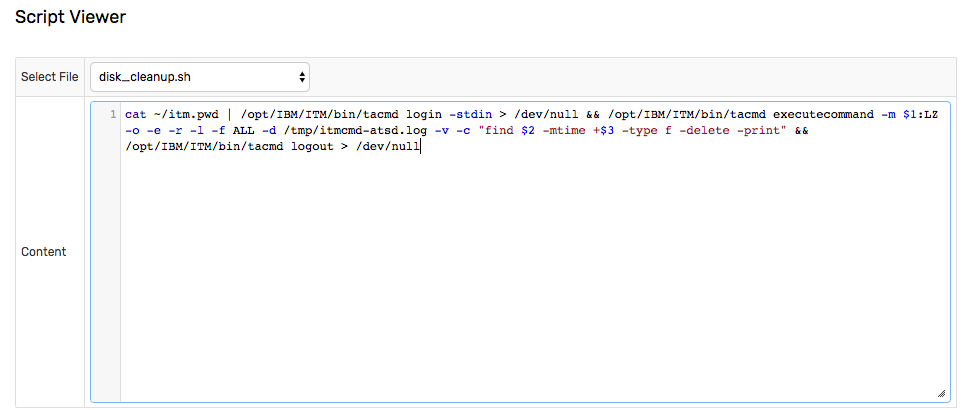 Script Viewer
Select File disk_cleanup.sh
1 cat ~/itm.pwd | /opt/IBM/ITM/bin/tacmd login -stdin > /dev/null && /opt/IBM/ITM/bin/tacmd executecommand -m $1:LZ
-o -e -r -l -f ALL -d /tmp/itmcmd-atsd.log -v -c "find $2 -mtime +$3 -type f -delete -print" &&
/opt/IBM/ITM/bin/tacmd logout > /dev/null
Content